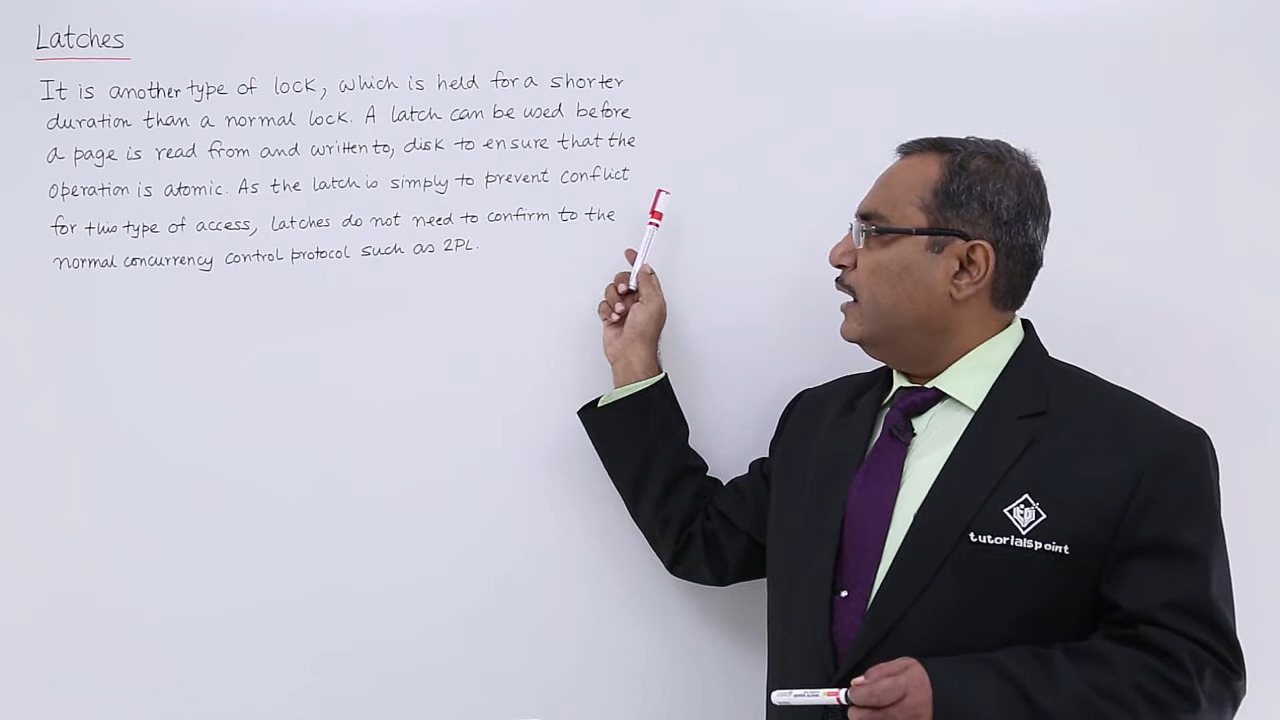 Latches
It is another type of lock, which is held for a shorter
duration than a normal lock. A latch can be used before
a page is read from and written to, disk to ensure that the
operation is atomic. As the latch is simply to prevent conflict
for this type of access, latches do not need to confirm to the
normal concurrency control protocol such as 2PL.
tutorialspoint